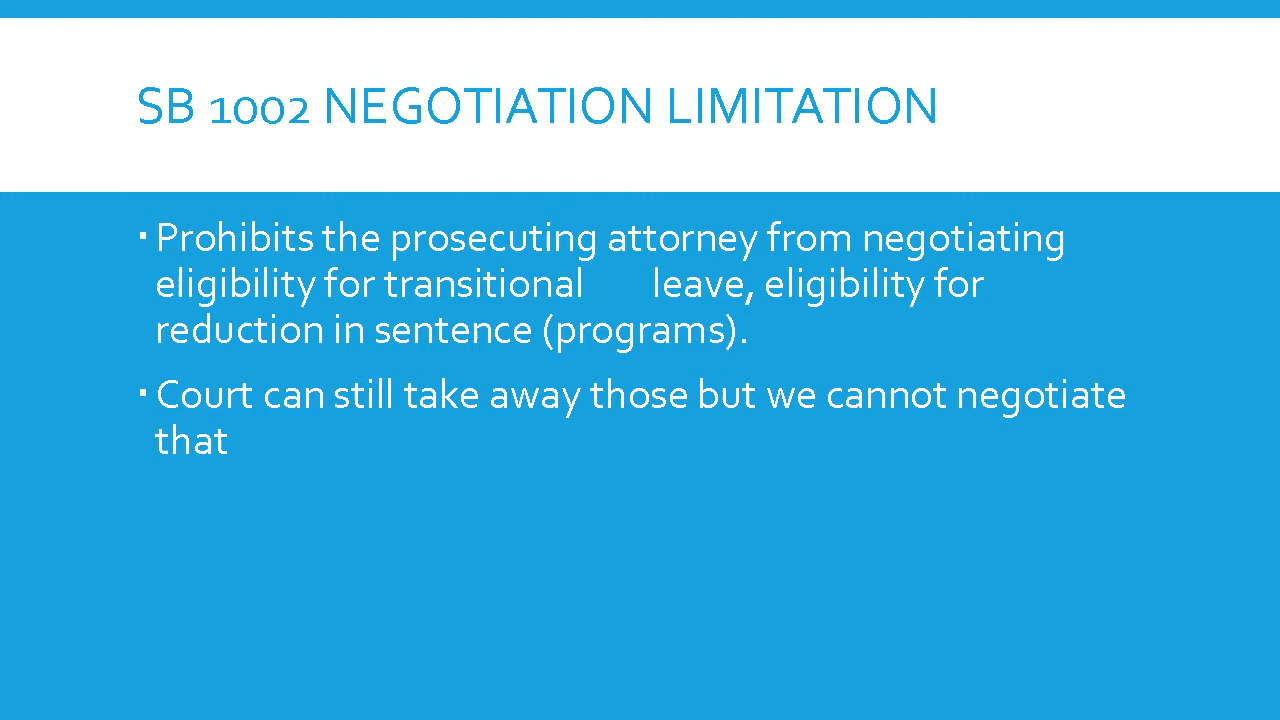 SB 1002 NEGOTIATION LIMITATION
▪ Prohibits the prosecuting attorney from negotiating
eligibility for transitional leave, eligibility for
reduction in sentence (programs).
▪ Court can still take away those but we cannot negotiate
that